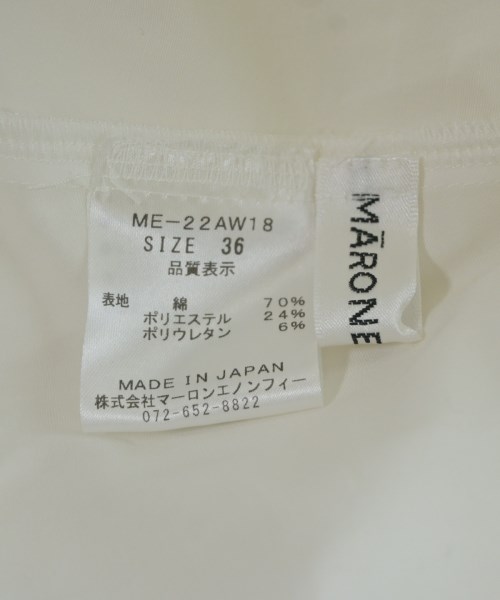 ME-22AW18
SIZE 36
品質表示
表地 綿 70%
ポリエステル 24%
ポリウレタン 6%
MADE IN JAPAN
株式会社マーロンエノンフィー
072-652-8822
MĀRONE